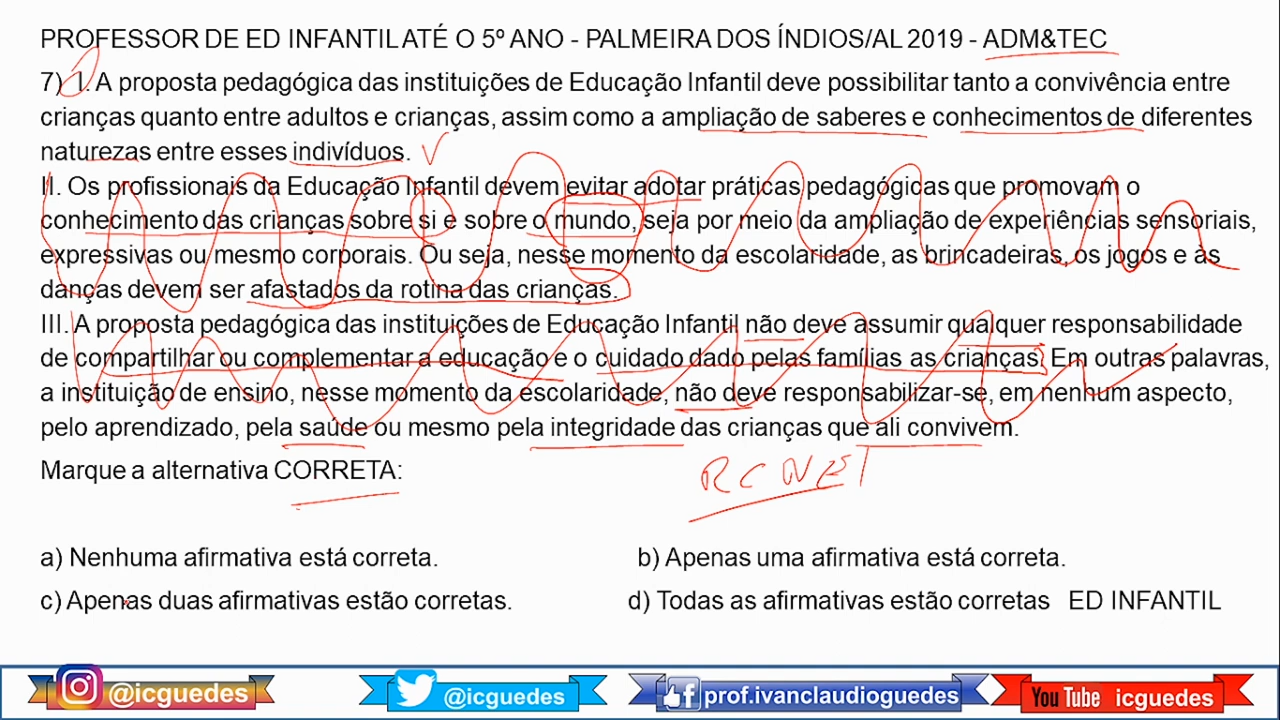 PROFESSOR DE ED INFANTIL ATÉ O 5º ANO - PALMEIRA DOS ÍNDIOS/AL 2019 - ADM&TEC
7) I. A proposta pedagógica das instituições de Educação Infantil deve possibilitar tanto a convivência entre
crianças quanto entre adultos e crianças, assim como a ampliação de saberes e conhecimentos de diferentes
naturezas entre esses indivíduos.
II. Os profissionais da Educação Infantil devem evitar adotar práticas pedagógicas que promovam o
conhecimento das crianças sobre si e sobre o mundo, seja por meio da ampliação de experiências sensoriais,
expressivas ou mesmo corporais. Ou seja, nesse momento da escolaridade, as brincadeiras, os jogos e as
danças devem ser afastados da rotina das crianças.
III. A proposta pedagógica das instituições de Educação Infantil não deve assumir qualquer responsabilidade
de compartilhar ou complementar a educação e o cuidado dado pelas famílias as crianças. Em outras palavras,
a instituição de ensino, nesse momento da escolaridade, não deve responsabilizar-se, em nenhum aspecto,
pelo aprendizado, pela saúde ou mesmo pela integridade das crianças que ali convivem.
Marque a alternativa CORRETA:
RCNEI
a) Nenhuma afirmativa está correta. b) Apenas uma afirmativa está correta.
c) Apenas duas afirmativas estão corretas. d) Todas as afirmativas estão corretas ED INFANTIL
@icguedes @icguedes prof.ivanclaudioguedes You Tube icguedes